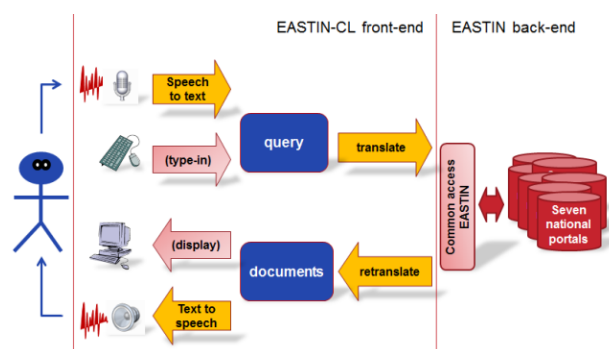 EASTIN-CL front-end
EASTIN back-end
Speech
to text
(type-in)
query
translate
Common access
EASTIN
Seven
national
portals
(display)
documents
retranslate
Text to
speech